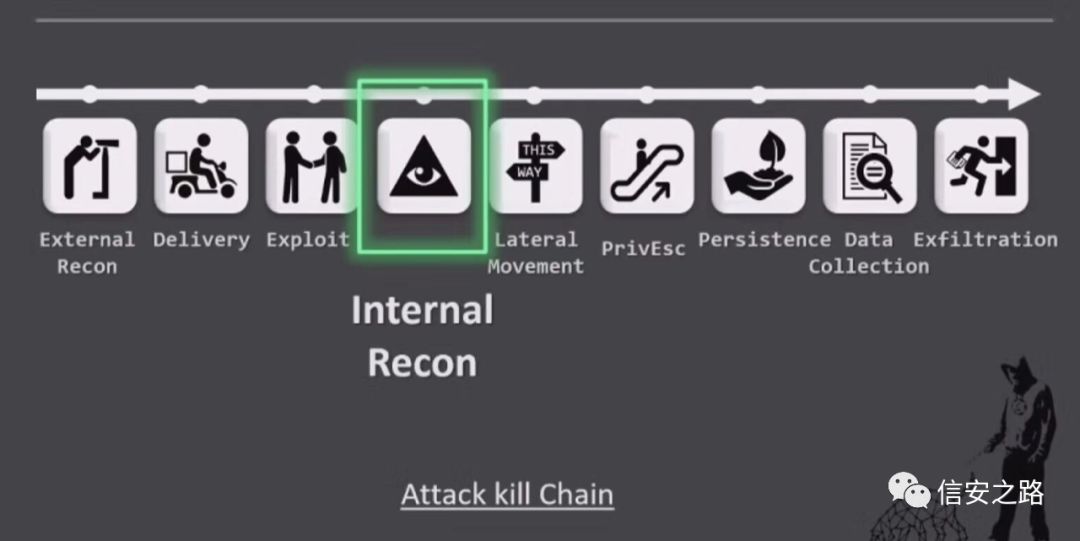 THIS
WAY
External
Recon
Delivery
Exploit
Internal
Recon
Lateral
Movement
PrivEsc
Persistence
Data
Collection
Exfiltration
Attack kill Chain
信安之路